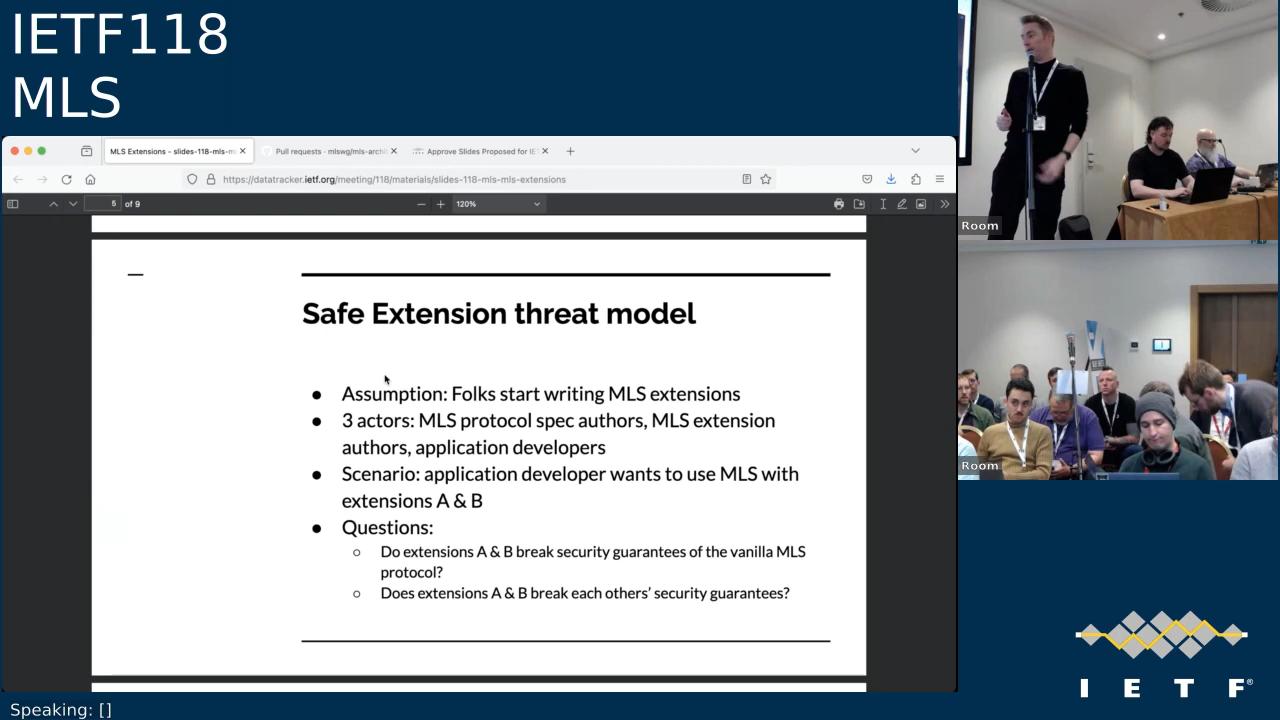 IETF118
MLS
MLS Extensions - slides-118-mls-m
Pull requests · mlswg/mls-archi
Approve Slides Proposed for IE
https://datatracker.ietf.org/meeting/118/materials/slides-118-mls-mls-extensions
5 of 9
120%
Safe Extension threat model
● Assumption: Folks start writing MLS extensions
● 3 actors: MLS protocol spec authors, MLS extension
authors, application developers
● Scenario: application developer wants to use MLS with
extensions A & B
● Questions:
○ Do extensions A & B break security guarantees of the vanilla MLS
protocol?
○ Does extensions A & B break each others’ security guarantees?
Room
Room
I E T F®
Speaking: []